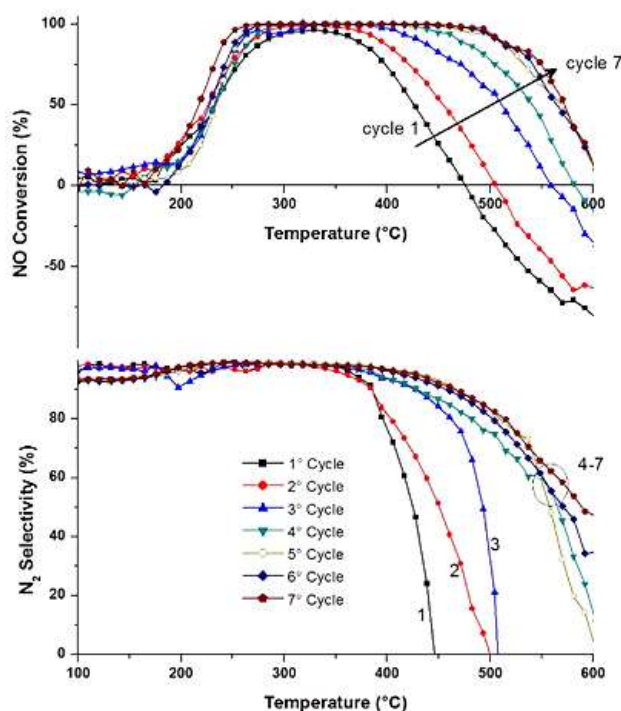 100
50
0
-50
NO Conversion (%)
200 300 400 500 600
Temperature (°C)
cycle 1
cycle 7
80
60
40
20
0
N2 Selectivity (%)
1° Cycle
2° Cycle
3° Cycle
4° Cycle
5° Cycle
6° Cycle
7° Cycle
1
2
3
4-7
100 200 300 400 500 600
Temperature (°C)